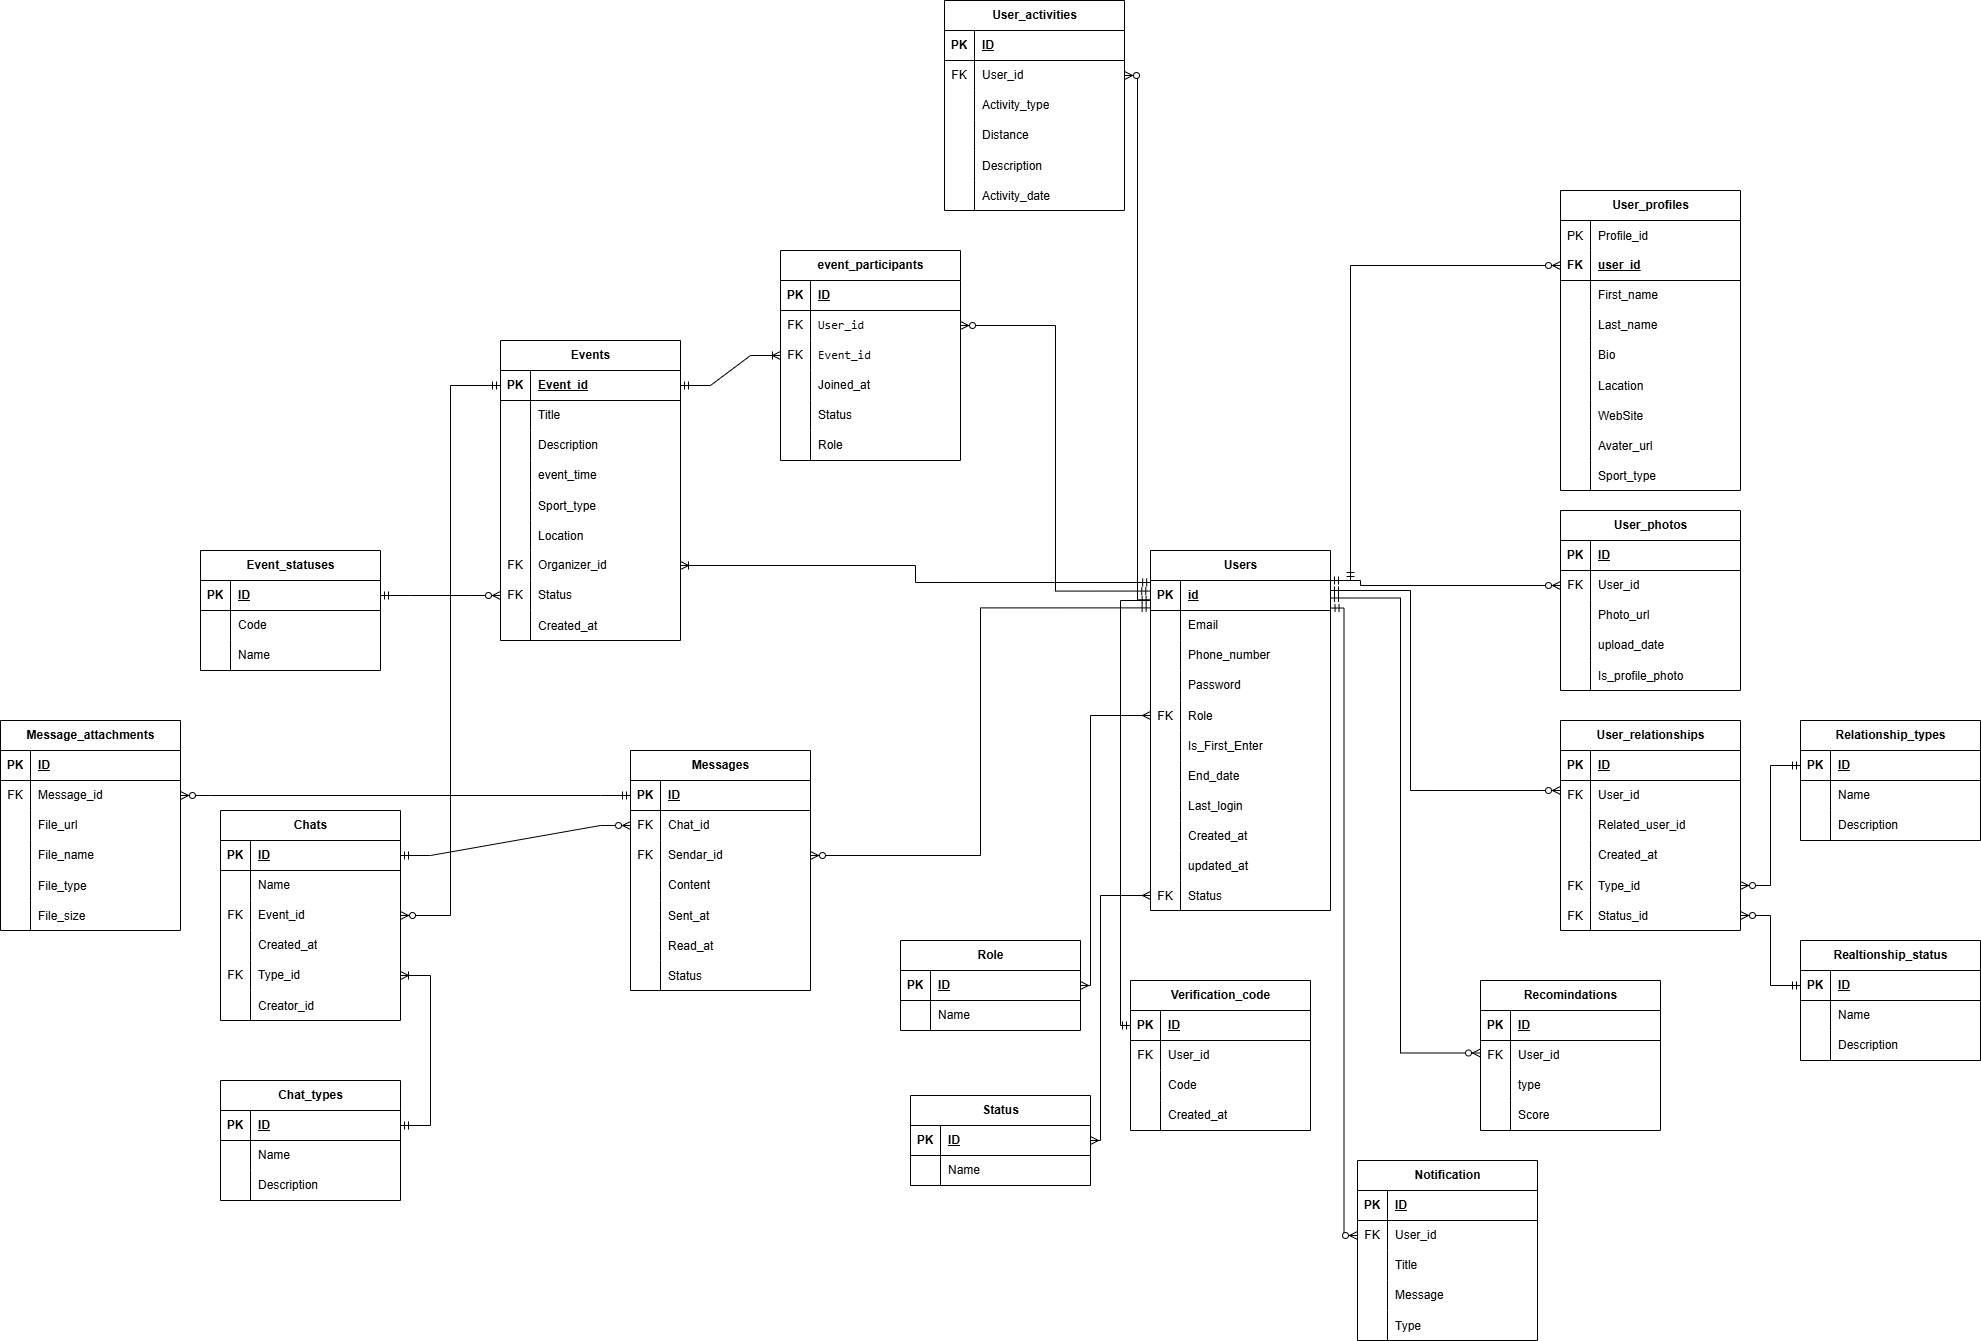 User_activities
PK ID
FK User_id
Activity_type
Distance
Description
Activity_date
User_profiles
PK Profile_id
FK user_id
First_name
Last_name
Bio
Lacation
WebSite
Avater_url
Sport_type
event_participants
PK ID
FK User_id
FK Event_id
Joined_at
Status
Role
Events
PK Event_id
Title
Description
event_time
Sport_type
Location
FK Organizer_id
FK Status
Created_at
User_photos
PK ID
FK User_id
Photo_url
upload_date
Is_profile_photo
Event_statuses
PK ID
Code
Name
Users
PK id
Email
Phone_number
Password
FK Role
Is_First_Enter
End_date
Last_login
Created_at
updated_at
FK Status
Message_attachments
PK ID
FK Message_id
File_url
File_name
File_type
File_size
Messages
PK ID
FK Chat_id
FK Sendar_id
Content
Sent_at
Read_at
Status
User_relationships
PK ID
FK User_id
Related_user_id
Created_at
FK Type_id
FK Status_id
Relationship_types
PK ID
Name
Description
Chats
PK ID
Name
FK Event_id
Created_at
FK Type_id
Creator_id
Role
PK ID
Name
Verification_code
PK ID
FK User_id
Code
Created_at
Recomindations
PK ID
FK User_id
type
Score
Realtionship_status
PK ID
Name
Description
Chat_types
PK ID
Name
Description
Status
PK ID
Name
Notification
PK ID
FK User_id
Title
Message
Type